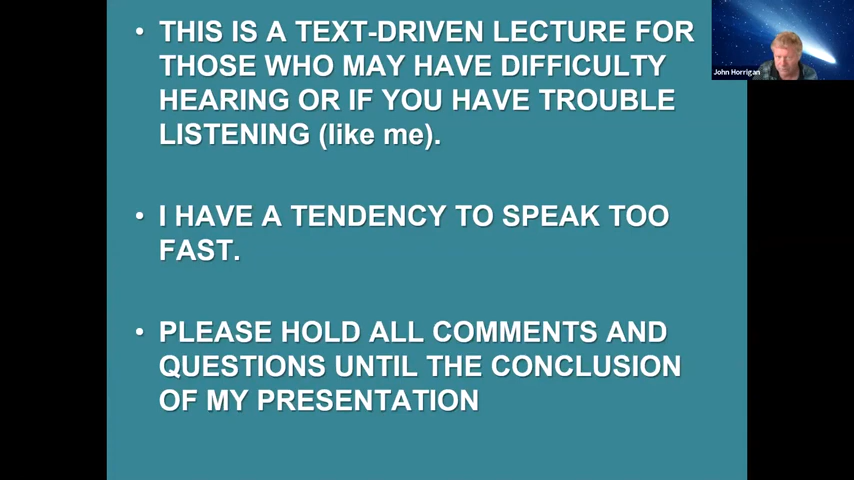 • THIS IS A TEXT-DRIVEN LECTURE FOR
THOSE WHO MAY HAVE DIFFICULTY
HEARING OR IF YOU HAVE TROUBLE
LISTENING (like me).
• I HAVE A TENDENCY TO SPEAK TOO
FAST.
• PLEASE HOLD ALL COMMENTS AND
QUESTIONS UNTIL THE CONCLUSION
OF MY PRESENTATION
John Horrigan